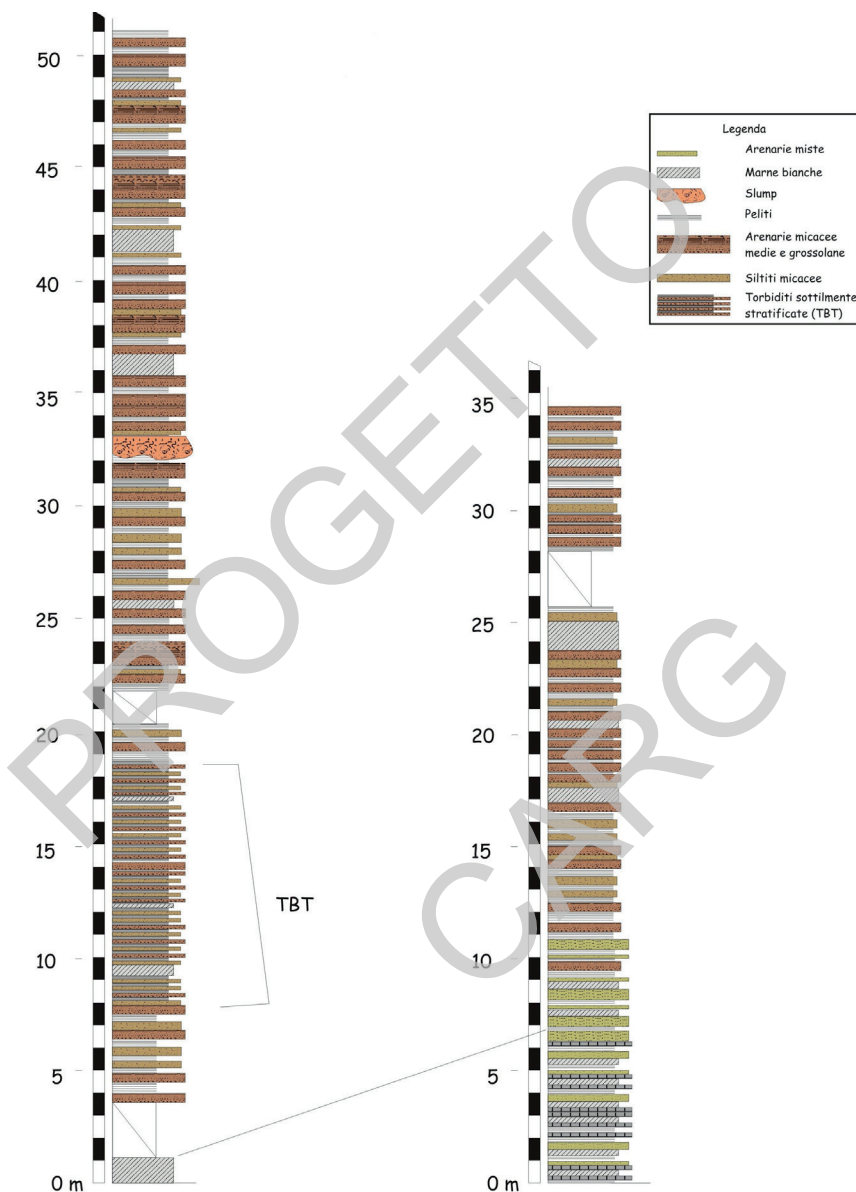 50
45
40
35
30
25
20
15
10
5
0 m
TBT
Legenda
Arenarie miste
Marne bianche
Slump
Peliti
Arenarie micacee
medie e grossolane
Siltiti micacee
Torbiditi sottilmente
stratificate (TBT)
35
30
25
20
15
10
5
0 m
PROGETTO
CARG